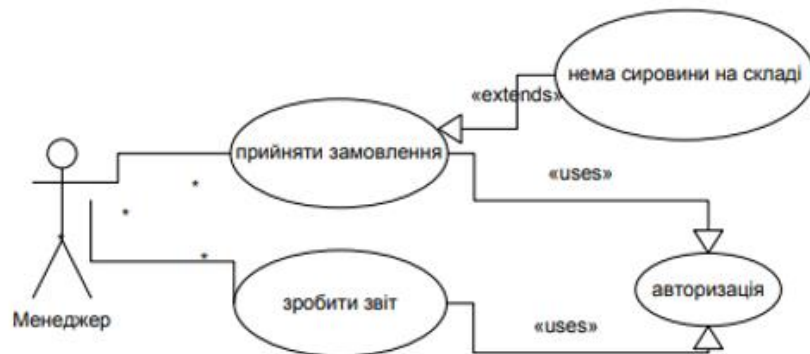 нема сировини на складі
«extends»
прийняти замовлення
«uses»
*
*
*
*
зробити звіт
авторизація
Менеджер
«uses»